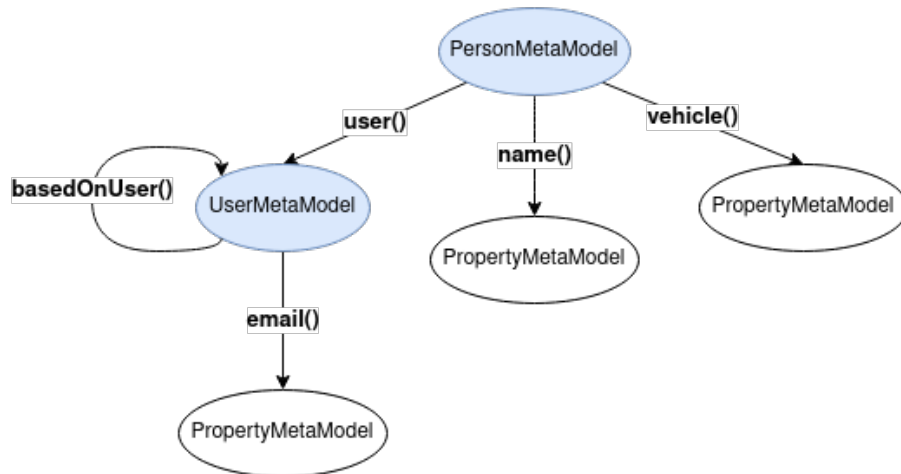 PersonMetaModel
user()
vehicle()
name()
basedOnUser()
UserMetaModel
PropertyMetaModel
PropertyMetaModel
email()
PropertyMetaModel